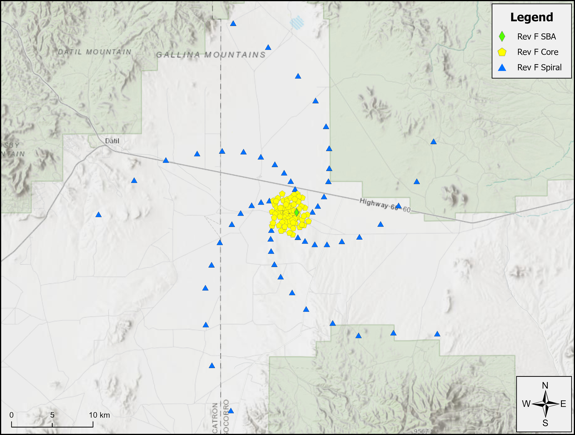 Legend
Rev F SBA
Rev F Core
Rev F Spiral
DATIL MOUNTAIN
GALLINA MOUNTAINS
Datil
Highway 60
60
CATRON
SOCORRO
0 5 10 km
N
W E
S